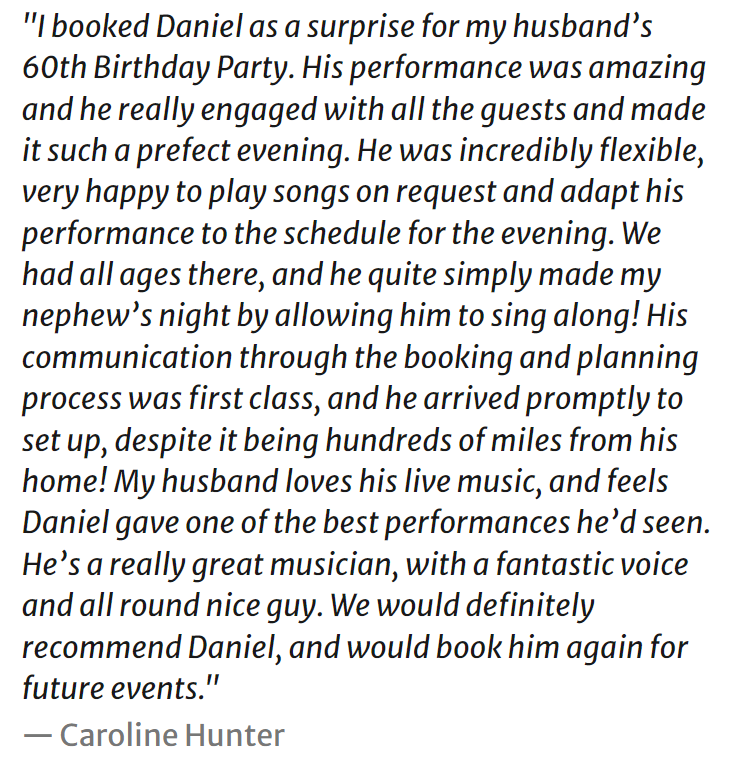 "I booked Daniel as a surprise for my husband’s
60th Birthday Party. His performance was amazing
and he really engaged with all the guests and made
it such a prefect evening. He was incredibly flexible,
very happy to play songs on request and adapt his
performance to the schedule for the evening. We
had all ages there, and he quite simply made my
nephew’s night by allowing him to sing along! His
communication through the booking and planning
process was first class, and he arrived promptly to
set up, despite it being hundreds of miles from his
home! My husband loves his live music, and feels
Daniel gave one of the best performances he’d seen.
He’s a really great musician, with a fantastic voice
and all round nice guy. We would definitely
recommend Daniel, and would book him again for
future events."
— Caroline Hunter